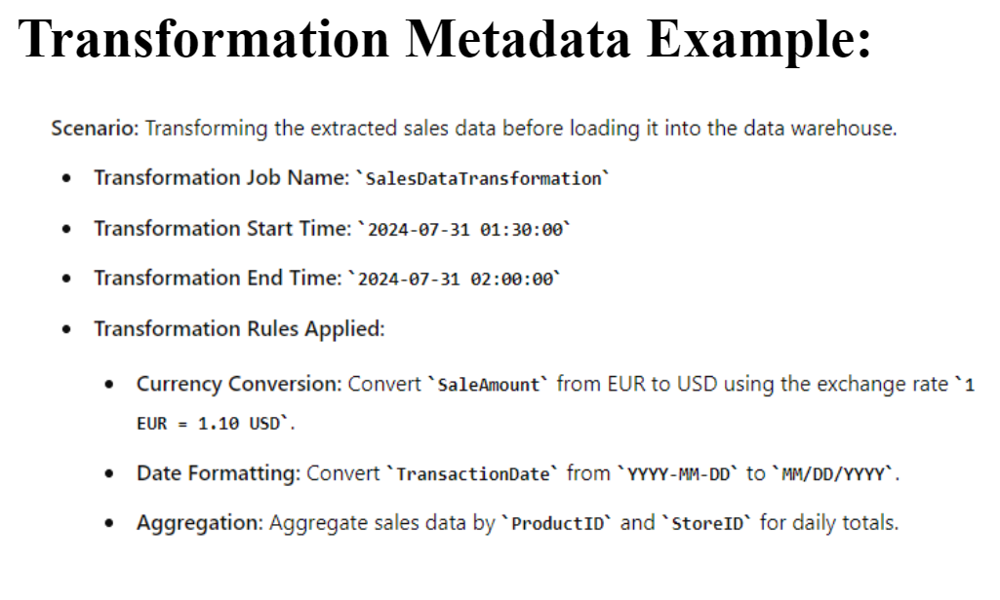 Transformation Metadata Example:
Scenario: Transforming the extracted sales data before loading it into the data warehouse.
• Transformation Job Name: `SalesDataTransformation`
• Transformation Start Time: `2024-07-31 01:30:00`
• Transformation End Time: `2024-07-31 02:00:00`
• Transformation Rules Applied:
• Currency Conversion: Convert `SaleAmount` from EUR to USD using the exchange rate `1
EUR = 1.10 USD`.
• Date Formatting: Convert `TransactionDate` from `YYYY-MM-DD` to `MM/DD/YYYY`.
• Aggregation: Aggregate sales data by `ProductID` and `StoreID` for daily totals.